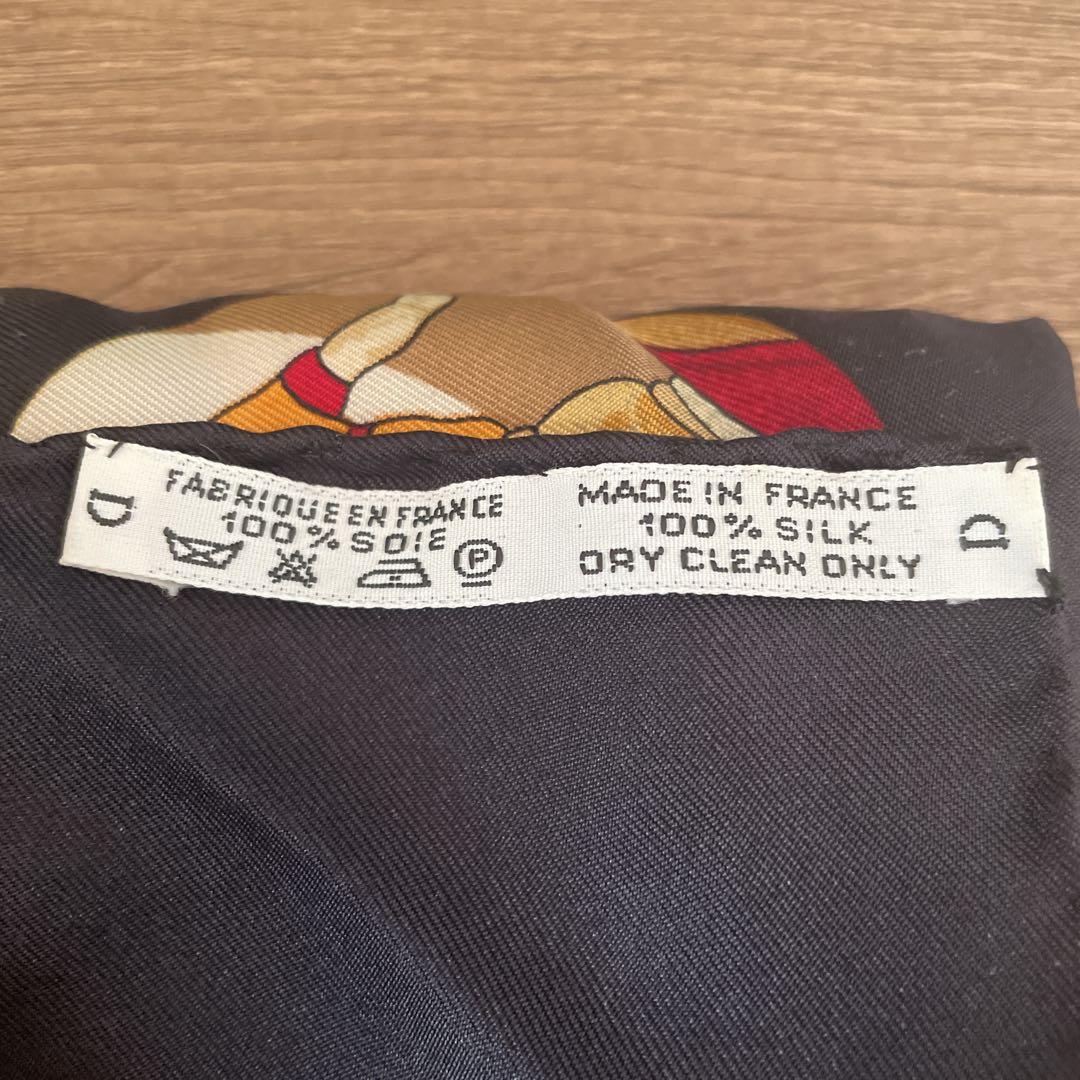 D
FABRIQUE EN FRANCE
100% SOIE
P
MADE IN FRANCE
100% SILK
DRY CLEAN ONLY
D